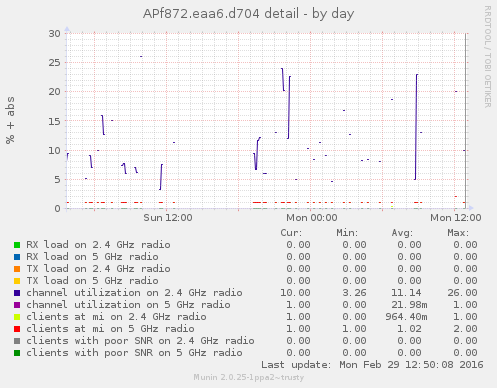 APf872.eaa6.d704 detail - by day
RRDTOOL / TOBI OETIKER
% + abs
30
25
20
15
10
5
0
Sun 12:00 Mon 00:00 Mon 12:00
Cur: Min: Avg: Max:
RX load on 2.4 GHz radio 0.00 0.00 0.00 0.00
RX load on 5 GHz radio 0.00 0.00 0.00 0.00
TX load on 2.4 GHz radio 0.00 0.00 0.00 0.00
TX load on 5 GHz radio 0.00 0.00 0.00 0.00
channel utilization on 2.4 GHz radio 10.00 3.26 11.14 26.00
channel utilization on 5 GHz radio 1.00 0.00 21.98m 1.00
clients at mi on 2.4 GHz radio 1.00 0.00 964.40m 1.00
clients at mi on 5 GHz radio 1.00 1.00 1.02 2.00
clients with poor SNR on 2.4 GHz radio 0.00 0.00 0.00 0.00
clients with poor SNR on 5 GHz radio 0.00 0.00 0.00 0.00
Last update: Mon Feb 29 12:50:08 2016
Munin 2.0.25-1ppa2~trusty